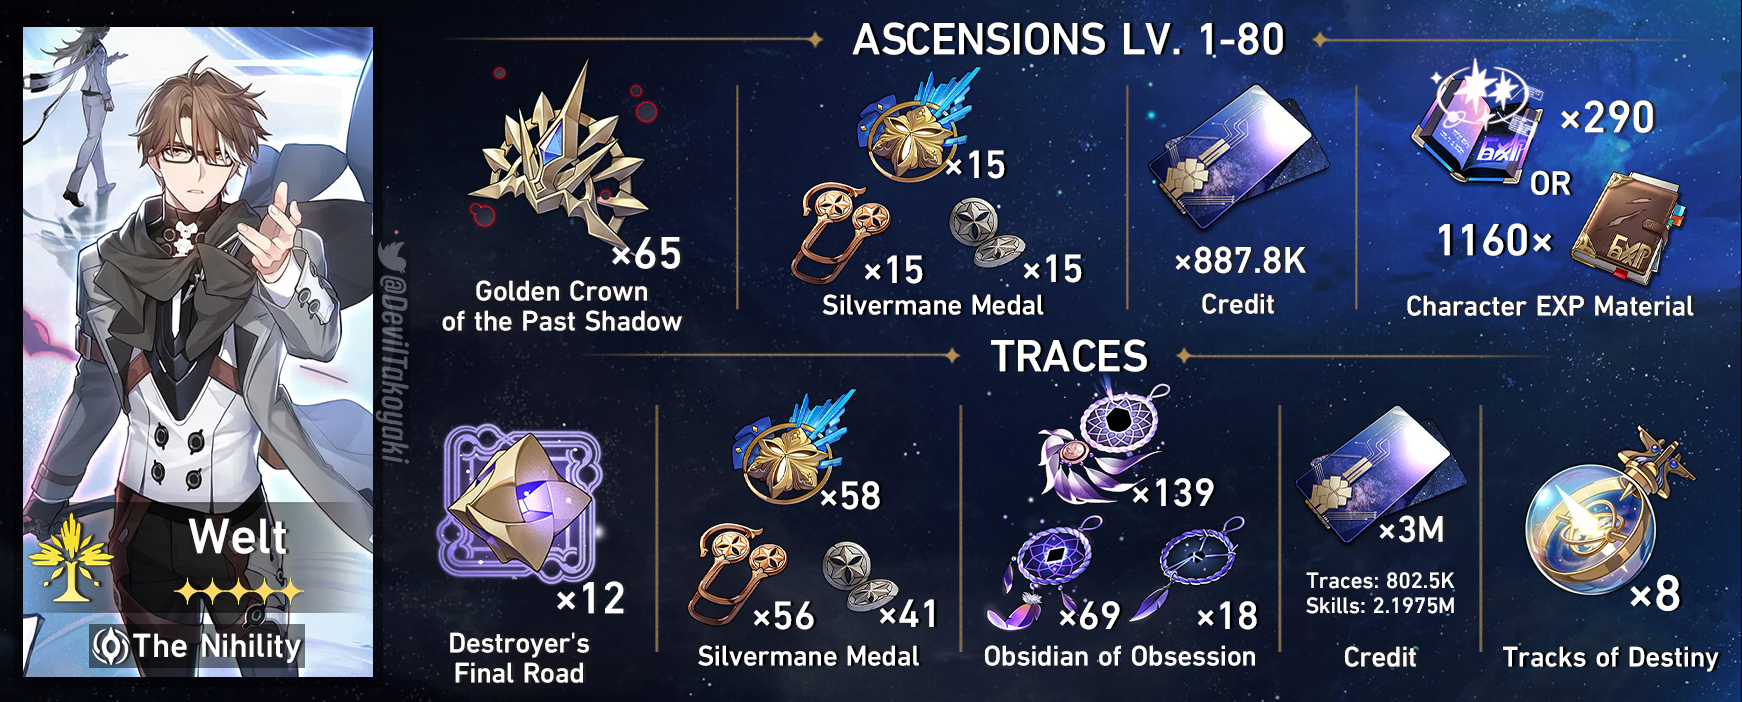 ASCENSIONS LV. 1-80
×65
Golden Crown
of the Past Shadow
×15
×15
×15
Silvermane Medal
×887.8K
Credit
×290
OR
1160×
Character EXP Material
@DevilTakoyaki
TRACES
×12
Destroyer's
Final Road
×58
×56
×41
Silvermane Medal
×139
×69
×18
Obsidian of Obsession
×3M
Traces: 802.5K
Skills: 2.1975M
Credit
×8
Tracks of Destiny
Welt
The Nihility